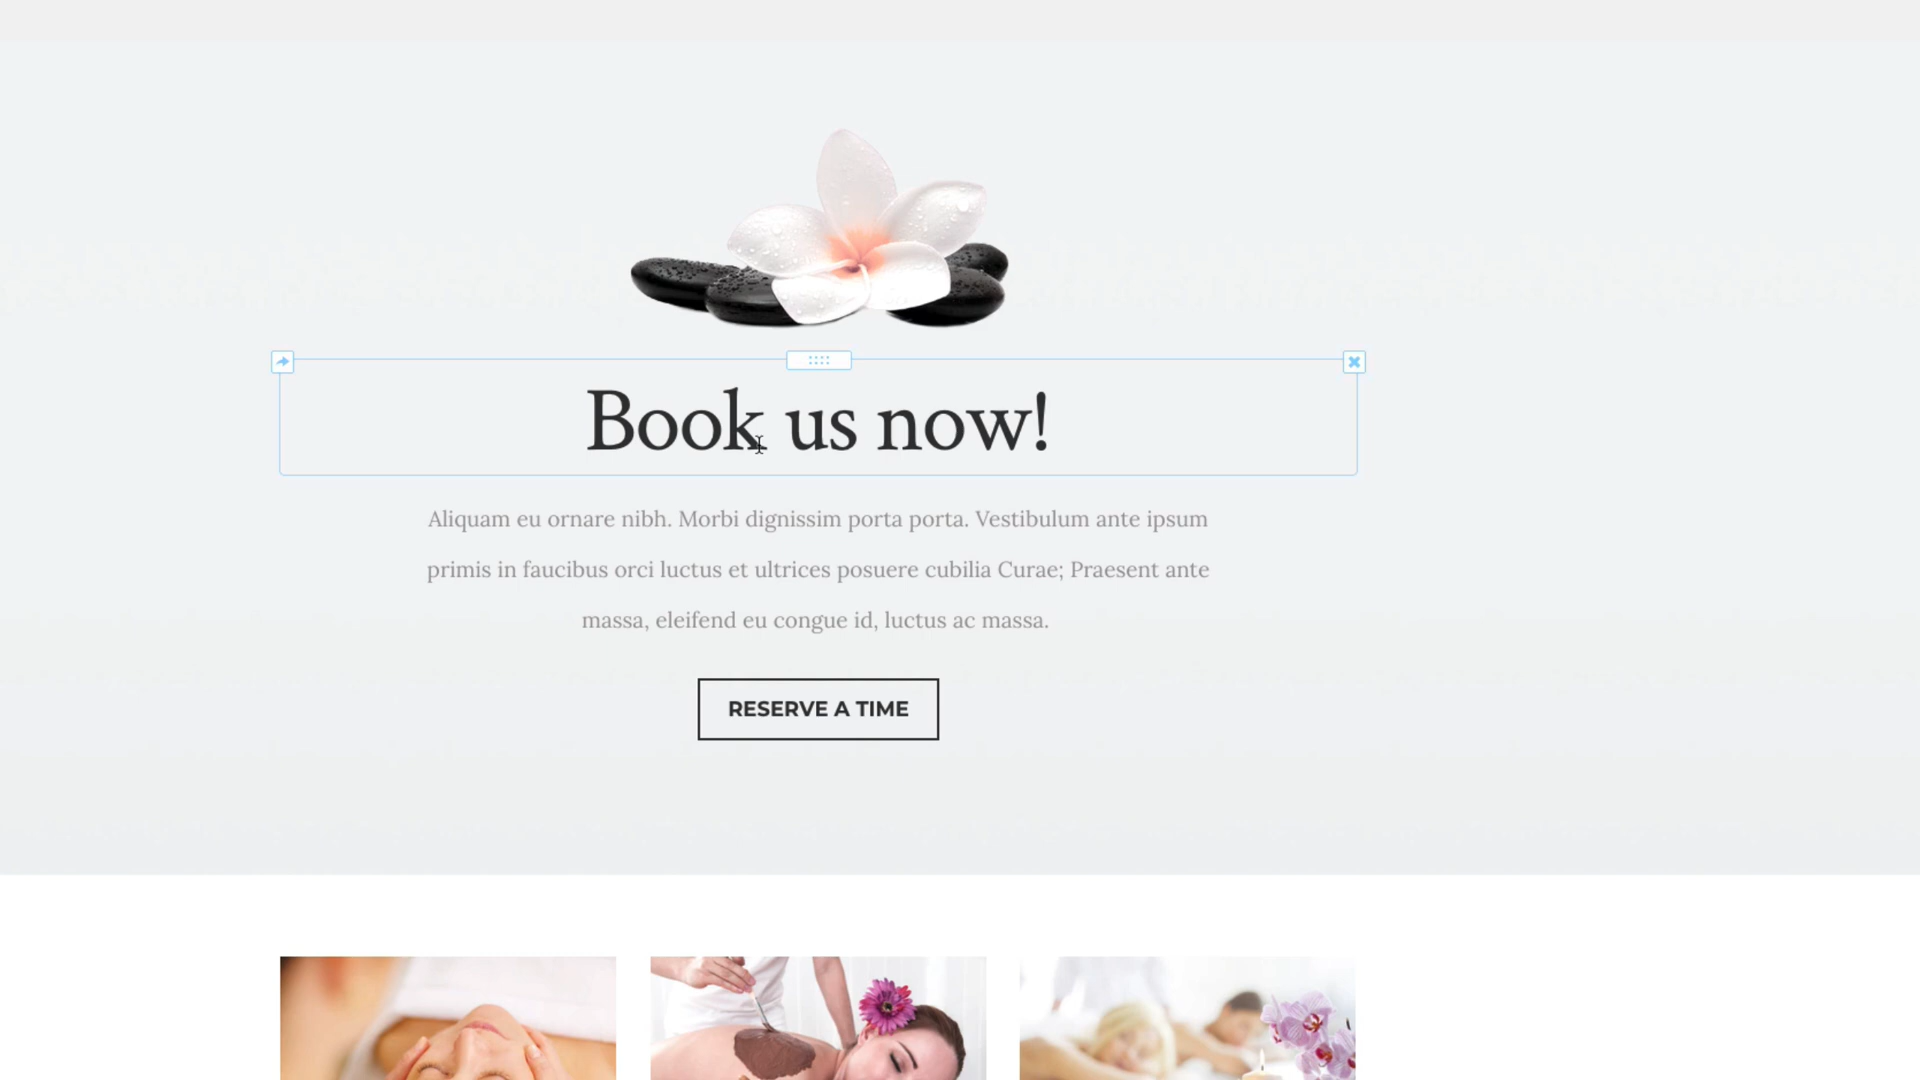 Book us now!
Aliquam eu ornare nibh. Morbi dignissim porta porta. Vestibulum ante ipsum
primis in faucibus orci luctus et ultrices posuere cubilia Curae; Praesent ante
massa, eleifend eu congue id, luctus ac massa.
RESERVE A TIME